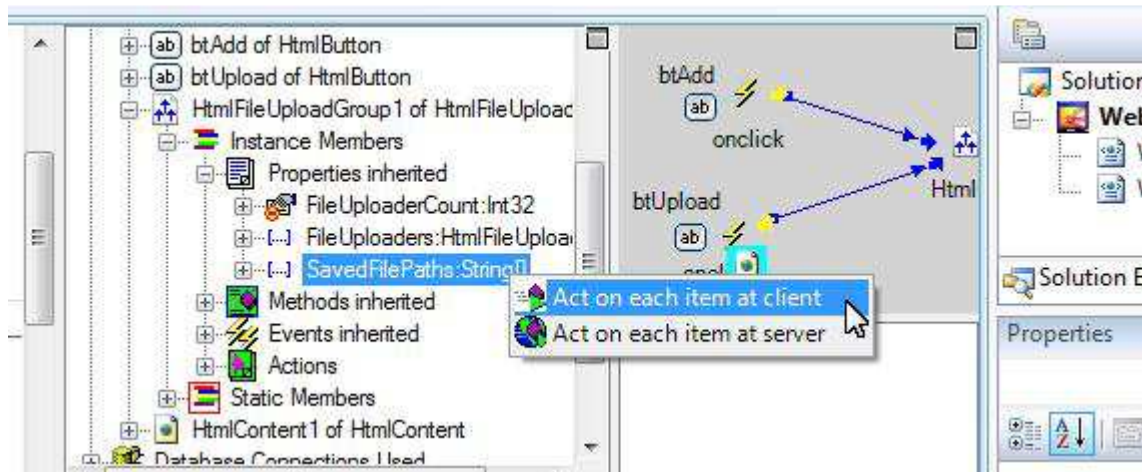 btAdd of HtmlButton
btUpload of HtmlButton
HtmlFileUploadGroup1 of HtmlFileUploac
Instance Members
Properties inherited
FileUploaderCount:Int32
FileUploaders:HtmlFileUploa
SavedFilePaths:String[]
Act on each item at client
Act on each item at server
Methods inherited
Events inherited
Actions
Static Members
HtmlContent1 of HtmlContent
Database Connections Used
btAdd
ab
onclick
Html
btUpload
ab
Solution
Web
Solution E
Properties